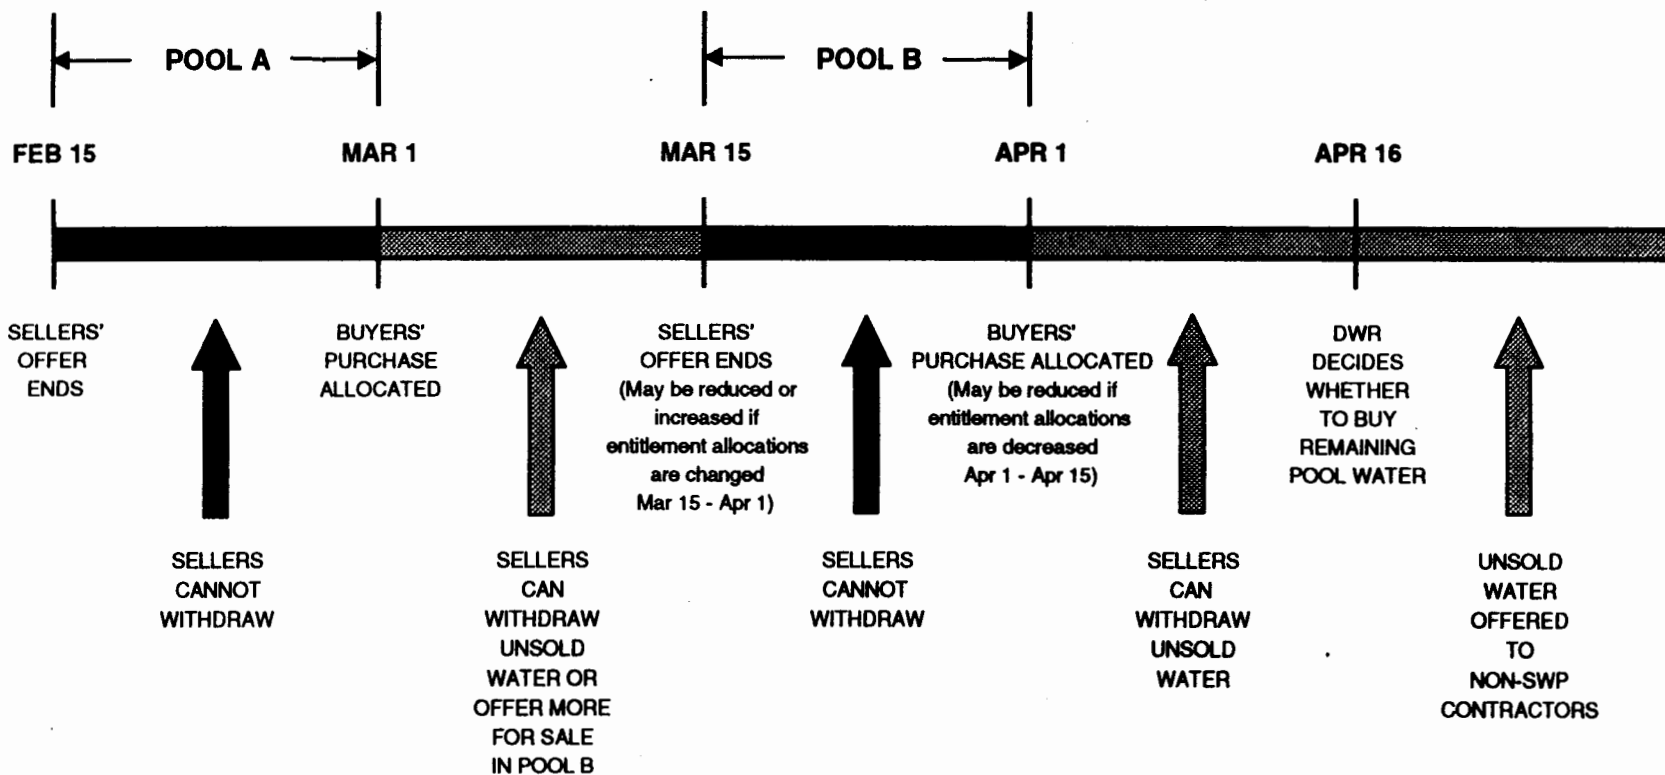 POOL A
POOL B
FEB 15
MAR 1
MAR 15
APR 1
APR 16
SELLERS'
OFFER
ENDS
BUYERS'
PURCHASE
ALLOCATED
SELLERS'
OFFER ENDS
(May be reduced or
increased if
entitlement allocations
are changed
Mar 15 - Apr 1)
BUYERS'
PURCHASE ALLOCATED
(May be reduced if
entitlement allocations
are decreased
Apr 1 - Apr 15)
DWR
DECIDES
WHETHER
TO BUY
REMAINING
POOL WATER
SELLERS
CANNOT
WITHDRAW
SELLERS
CAN
WITHDRAW
UNSOLD
WATER OR
OFFER MORE
FOR SALE
IN POOL B
SELLERS
CANNOT
WITHDRAW
SELLERS
CAN
WITHDRAW
UNSOLD
WATER
UNSOLD
WATER
OFFERED
TO
NON-SWP
CONTRACTORS